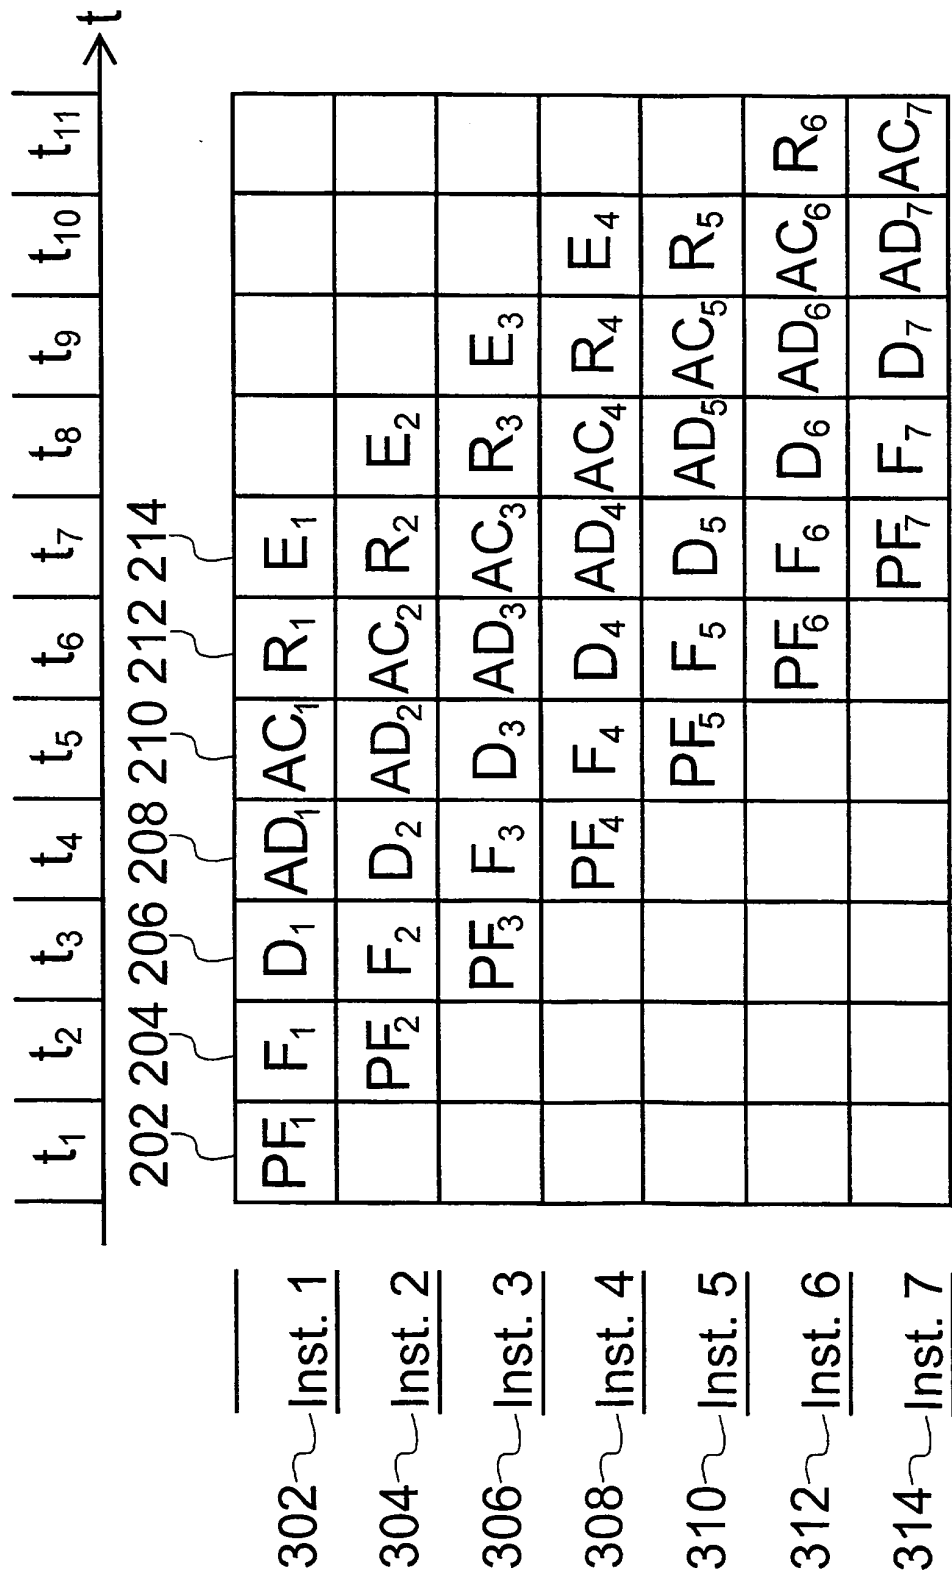 t1 t2 t3 t4 t5 t6 t7 t8 t9 t10 t11 t
202 204 206 208 210 212 214
302 Inst. 1 PF1 F1 D1 AD1 AC1 R1 E1
304 Inst. 2 PF2 F2 D2 AD2 AC2 R2 E2
306 Inst. 3 PF3 F3 D3 AD3 AC3 R3 E3
308 Inst. 4 PF4 F4 D4 AD4 AC4 R4 E4
310 Inst. 5 PF5 F5 D5 AD5 AC5 R5
312 Inst. 6 PF6 F6 D6 AD6 AC6 R6
314 Inst. 7 PF7 F7 D7 AD7 AC7